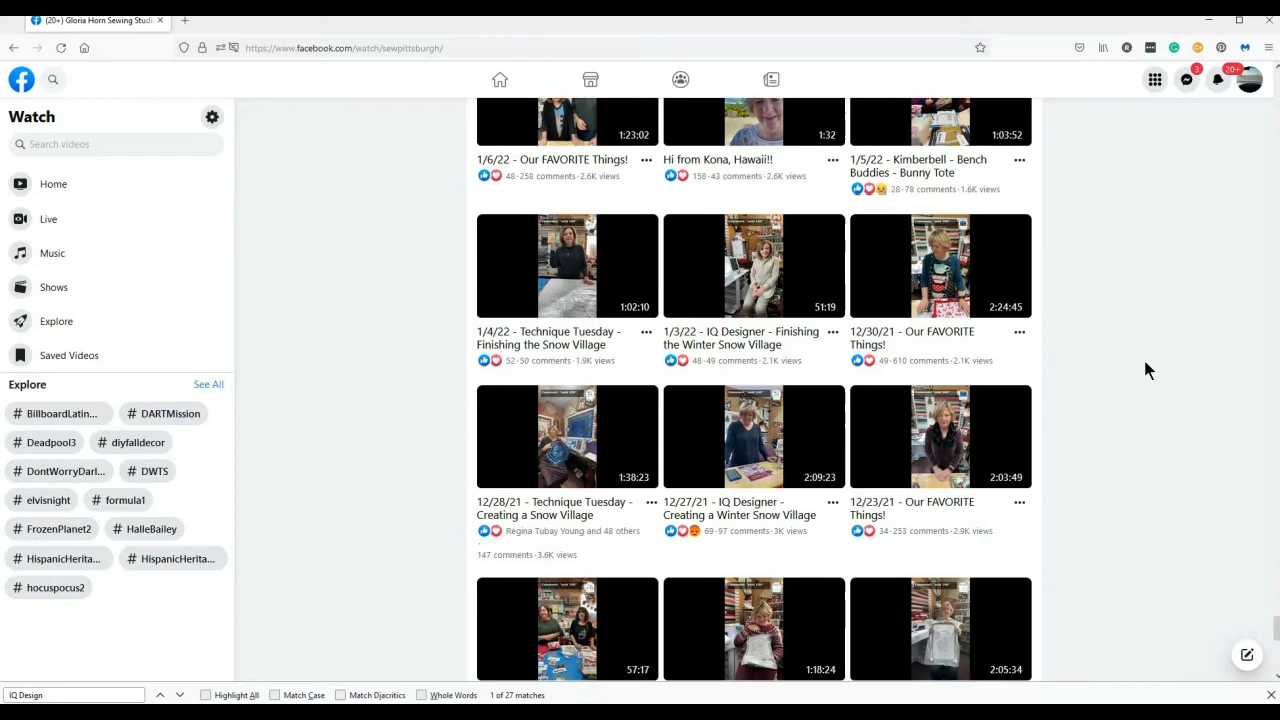 (20+) Gloria Horn Sewing Studi
https://www.facebook.com/watch/sewpittsburgh/
3
20+
Watch
Search videos
Home
Live
Music
Shows
Explore
Saved Videos
Explore
See All
# BillboardLatin...
# DARTMission
# Deadpool3
# diyfalldecor
# DontWorryDarl...
# DWTS
# elvisnight
# formula1
# FrozenPlanet2
# HalleBailey
# HispanicHerita...
# HispanicHerita...
# hocuspocus2
1:23:02
1:32
1:03:52
1/6/22 - Our FAVORITE Things!
48·258 comments·2.6K views
Hi from Kona, Hawaii!!
158·43 comments·2.6K views
1/5/22 - Kimberbell - Bench
Buddies - Bunny Tote
28·78 comments·1.6K views
1:02:10
51:19
2:24:45
1/4/22 - Technique Tuesday -
Finishing the Snow Village
52·50 comments·1.9K views
1/3/22 - IQ Designer - Finishing
the Winter Snow Village
48·49 comments·2.1K views
12/30/21 - Our FAVORITE
Things!
49·610 comments·2.1K views
1:38:23
2:09:23
2:03:49
12/28/21 - Technique Tuesday -
Creating a Snow Village
Regina Tubay Young and 48 others
·
147 comments·3.6K views
12/27/21 - IQ Designer -
Creating a Winter Snow Village
69·97 comments·3K views
12/23/21 - Our FAVORITE
Things!
34·253 comments·2.9K views
57:17
1:18:24
2:05:34
IQ Design
Highlight All
Match Case
Match Diacritics
Whole Words
1 of 27 matches